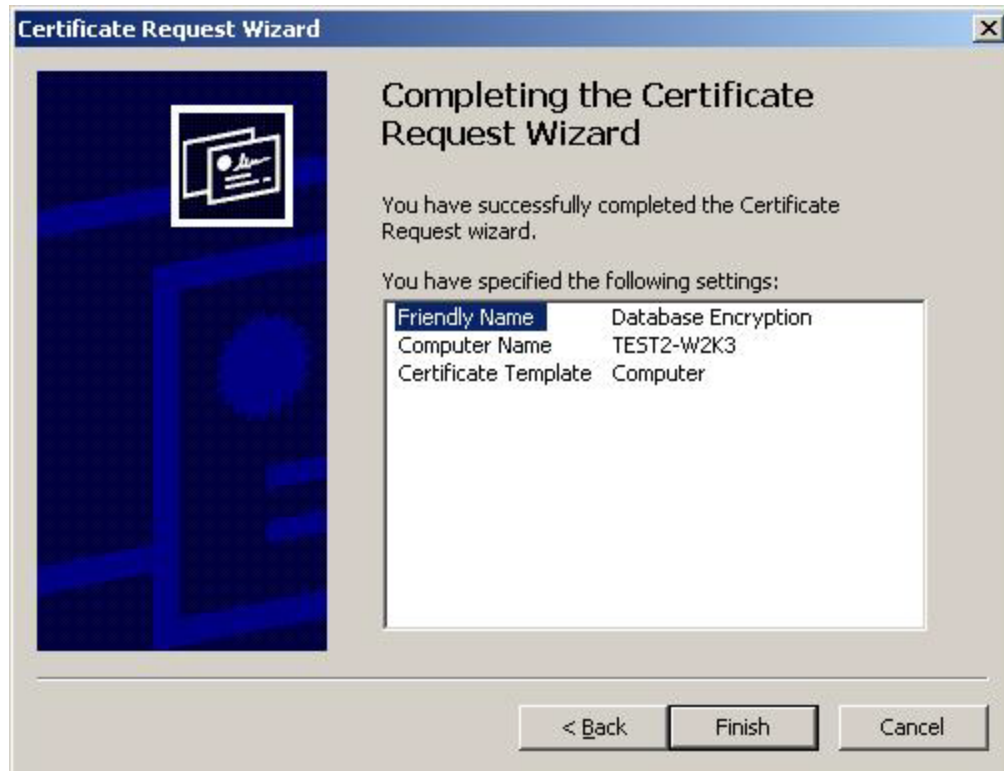 Certificate Request Wizard
Completing the Certificate
Request Wizard
You have successfully completed the Certificate
Request wizard.
You have specified the following settings:
Friendly Name Database Encryption
Computer Name TEST2-W2K3
Certificate Template Computer
< Back Finish Cancel